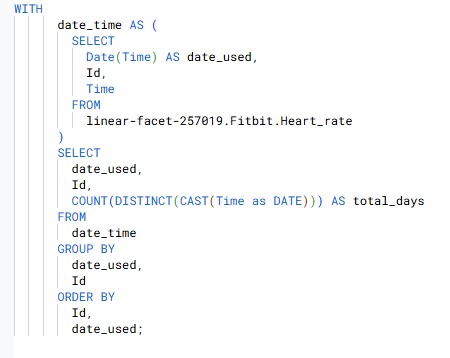 WITH
date_time AS (
SELECT
Date(Time) AS date_used,
Id,
Time
FROM
linear-facet-257019.Fitbit.Heart_rate
)
SELECT
date_used,
Id,
COUNT(DISTINCT(CAST(Time as DATE))) AS total_days
FROM
date_time
GROUP BY
date_used,
Id
ORDER BY
Id,
date_used;